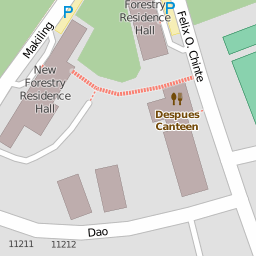 P
P
Forestry
Residence
Hall
Felix O. Chinte
Makiling
New
Forestry
Residence
Hall
Despues
Canteen
Dao
11211
11212